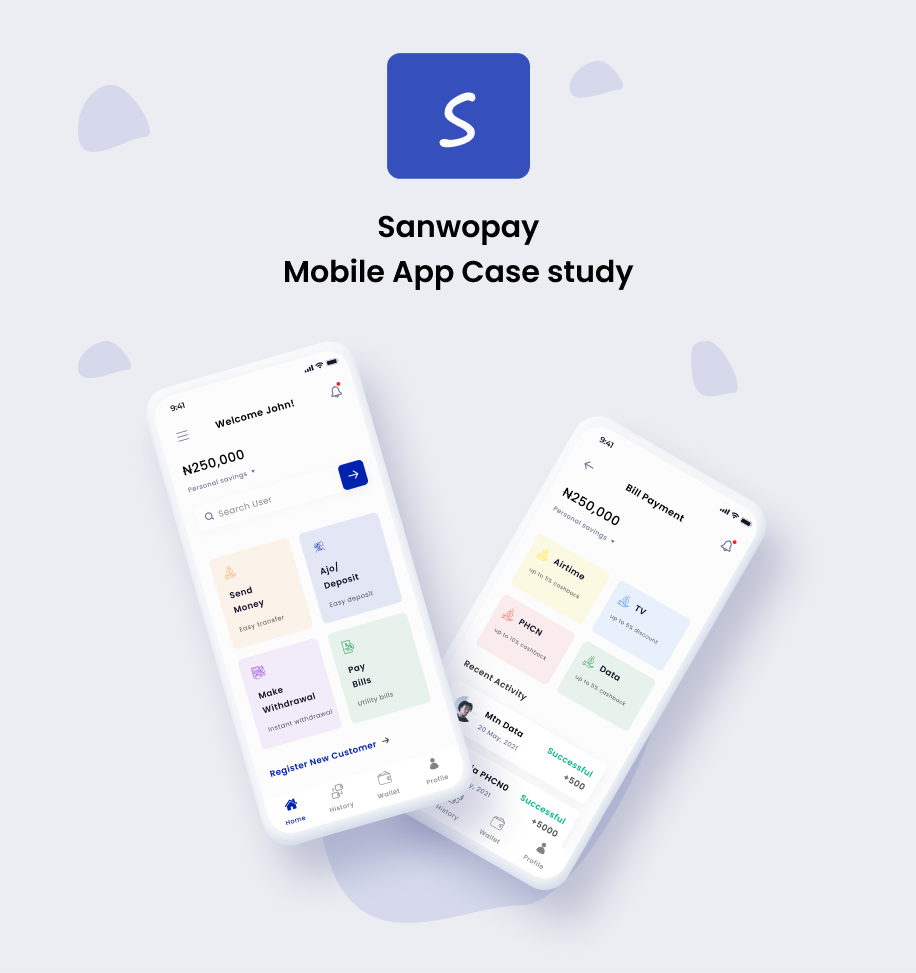 S
Sanwopay
Mobile App Case study
9:41
Welcome John!
₦250,000
Personal savings
Search User
Send
Money
Easy transfer
Ajo/
Deposit
Easy deposit
Make
Withdrawal
Instant withdrawal
Pay
Bills
Utility bills
Register New Customer
Home
History
Wallet
Profile
9:41
Bill Payment
₦250,000
Personal savings
Airtime
up to 5% cashback
TV
up to 5% discount
PHCN
up to 10% cashback
Data
up to 5% cashback
Recent Activity
Mtn Data
20 May, 2021
Successful
+500
PHCN0
, 2021
Successful
+5000
History
Wallet
Profile